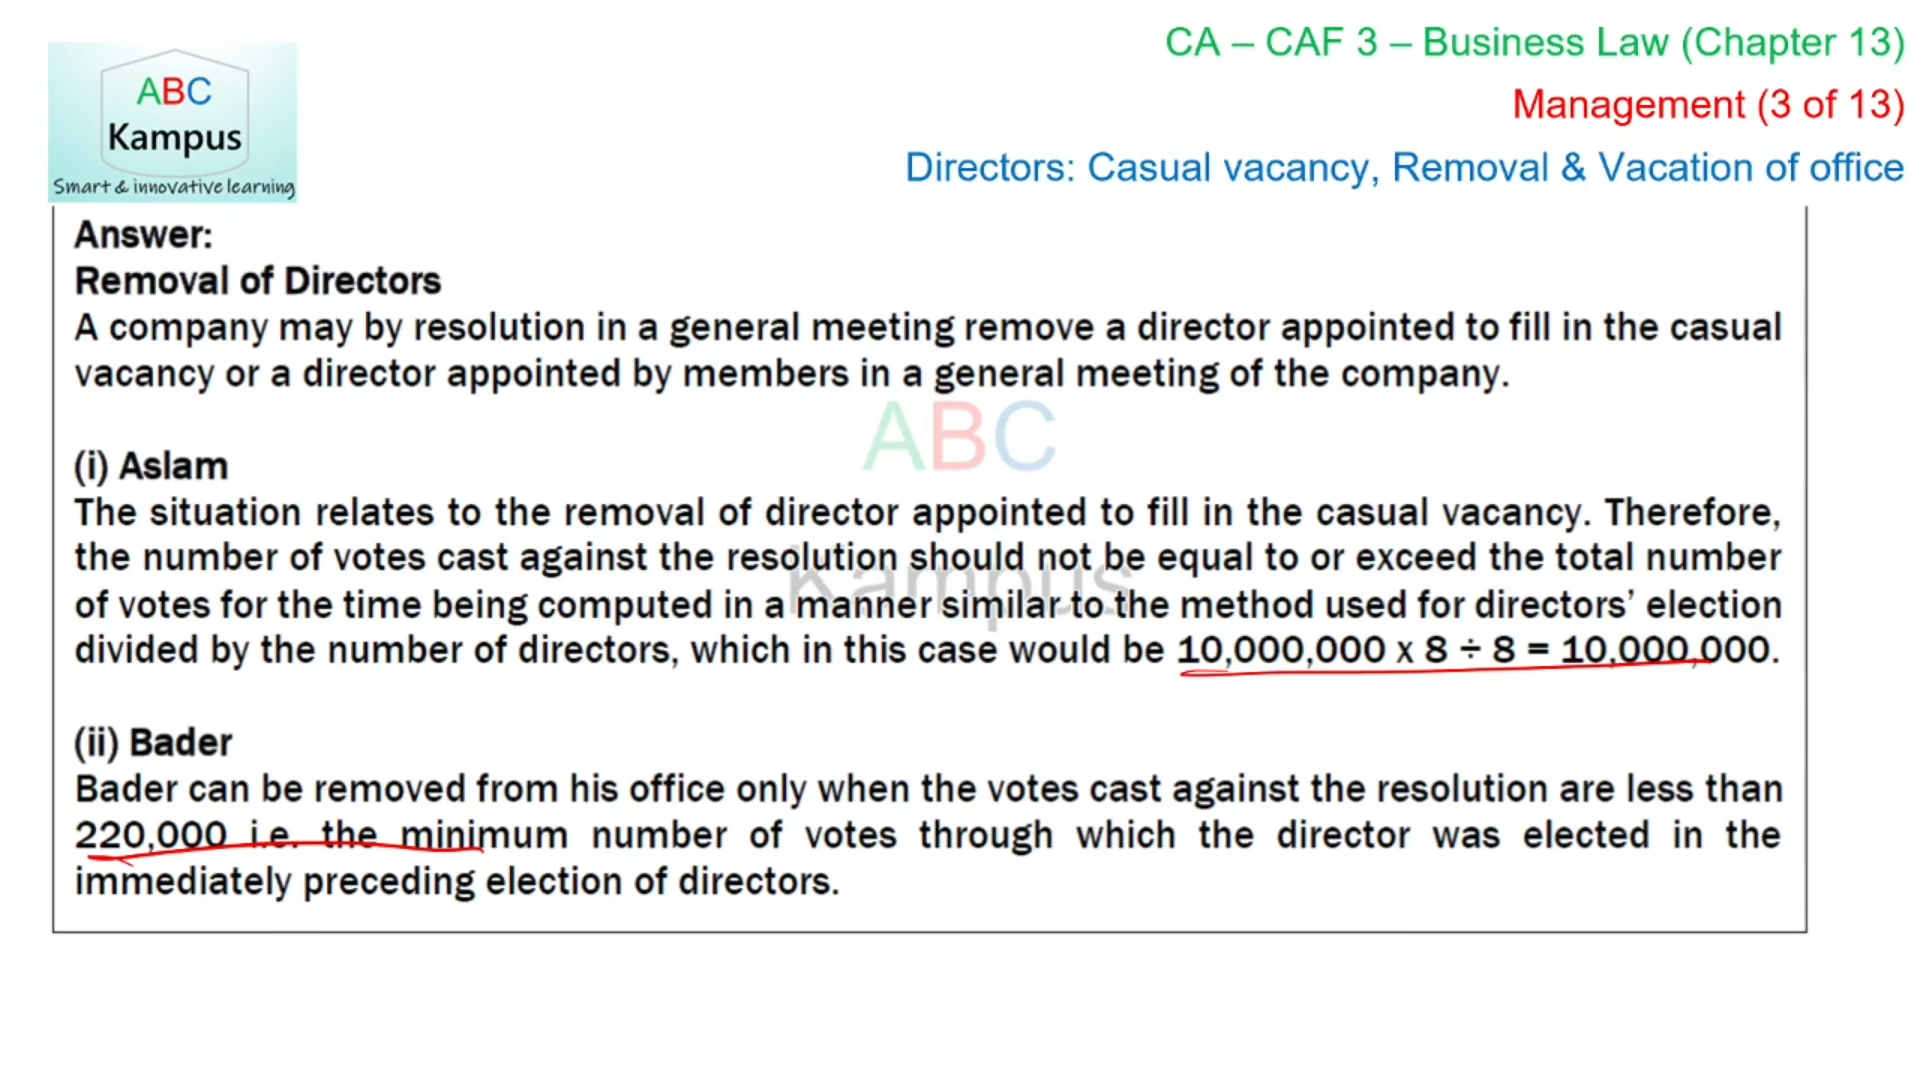 ABC
Kampus
Smart & innovative learning
CA – CAF 3 – Business Law (Chapter 13)
Management (3 of 13)
Directors: Casual vacancy, Removal & Vacation of office
Answer:
Removal of Directors
A company may by resolution in a general meeting remove a director appointed to fill in the casual
vacancy or a director appointed by members in a general meeting of the company.
ABC
(i) Aslam
The situation relates to the removal of director appointed to fill in the casual vacancy. Therefore,
the number of votes cast against the resolution should not be equal to or exceed the total number
Kampus
of votes for the time being computed in a manner similar to the method used for directors’ election
divided by the number of directors, which in this case would be 10,000,000 x 8 ÷ 8 = 10,000,000.
(ii) Bader
Bader can be removed from his office only when the votes cast against the resolution are less than
220,000 i.e. the minimum number of votes through which the director was elected in the
immediately preceding election of directors.